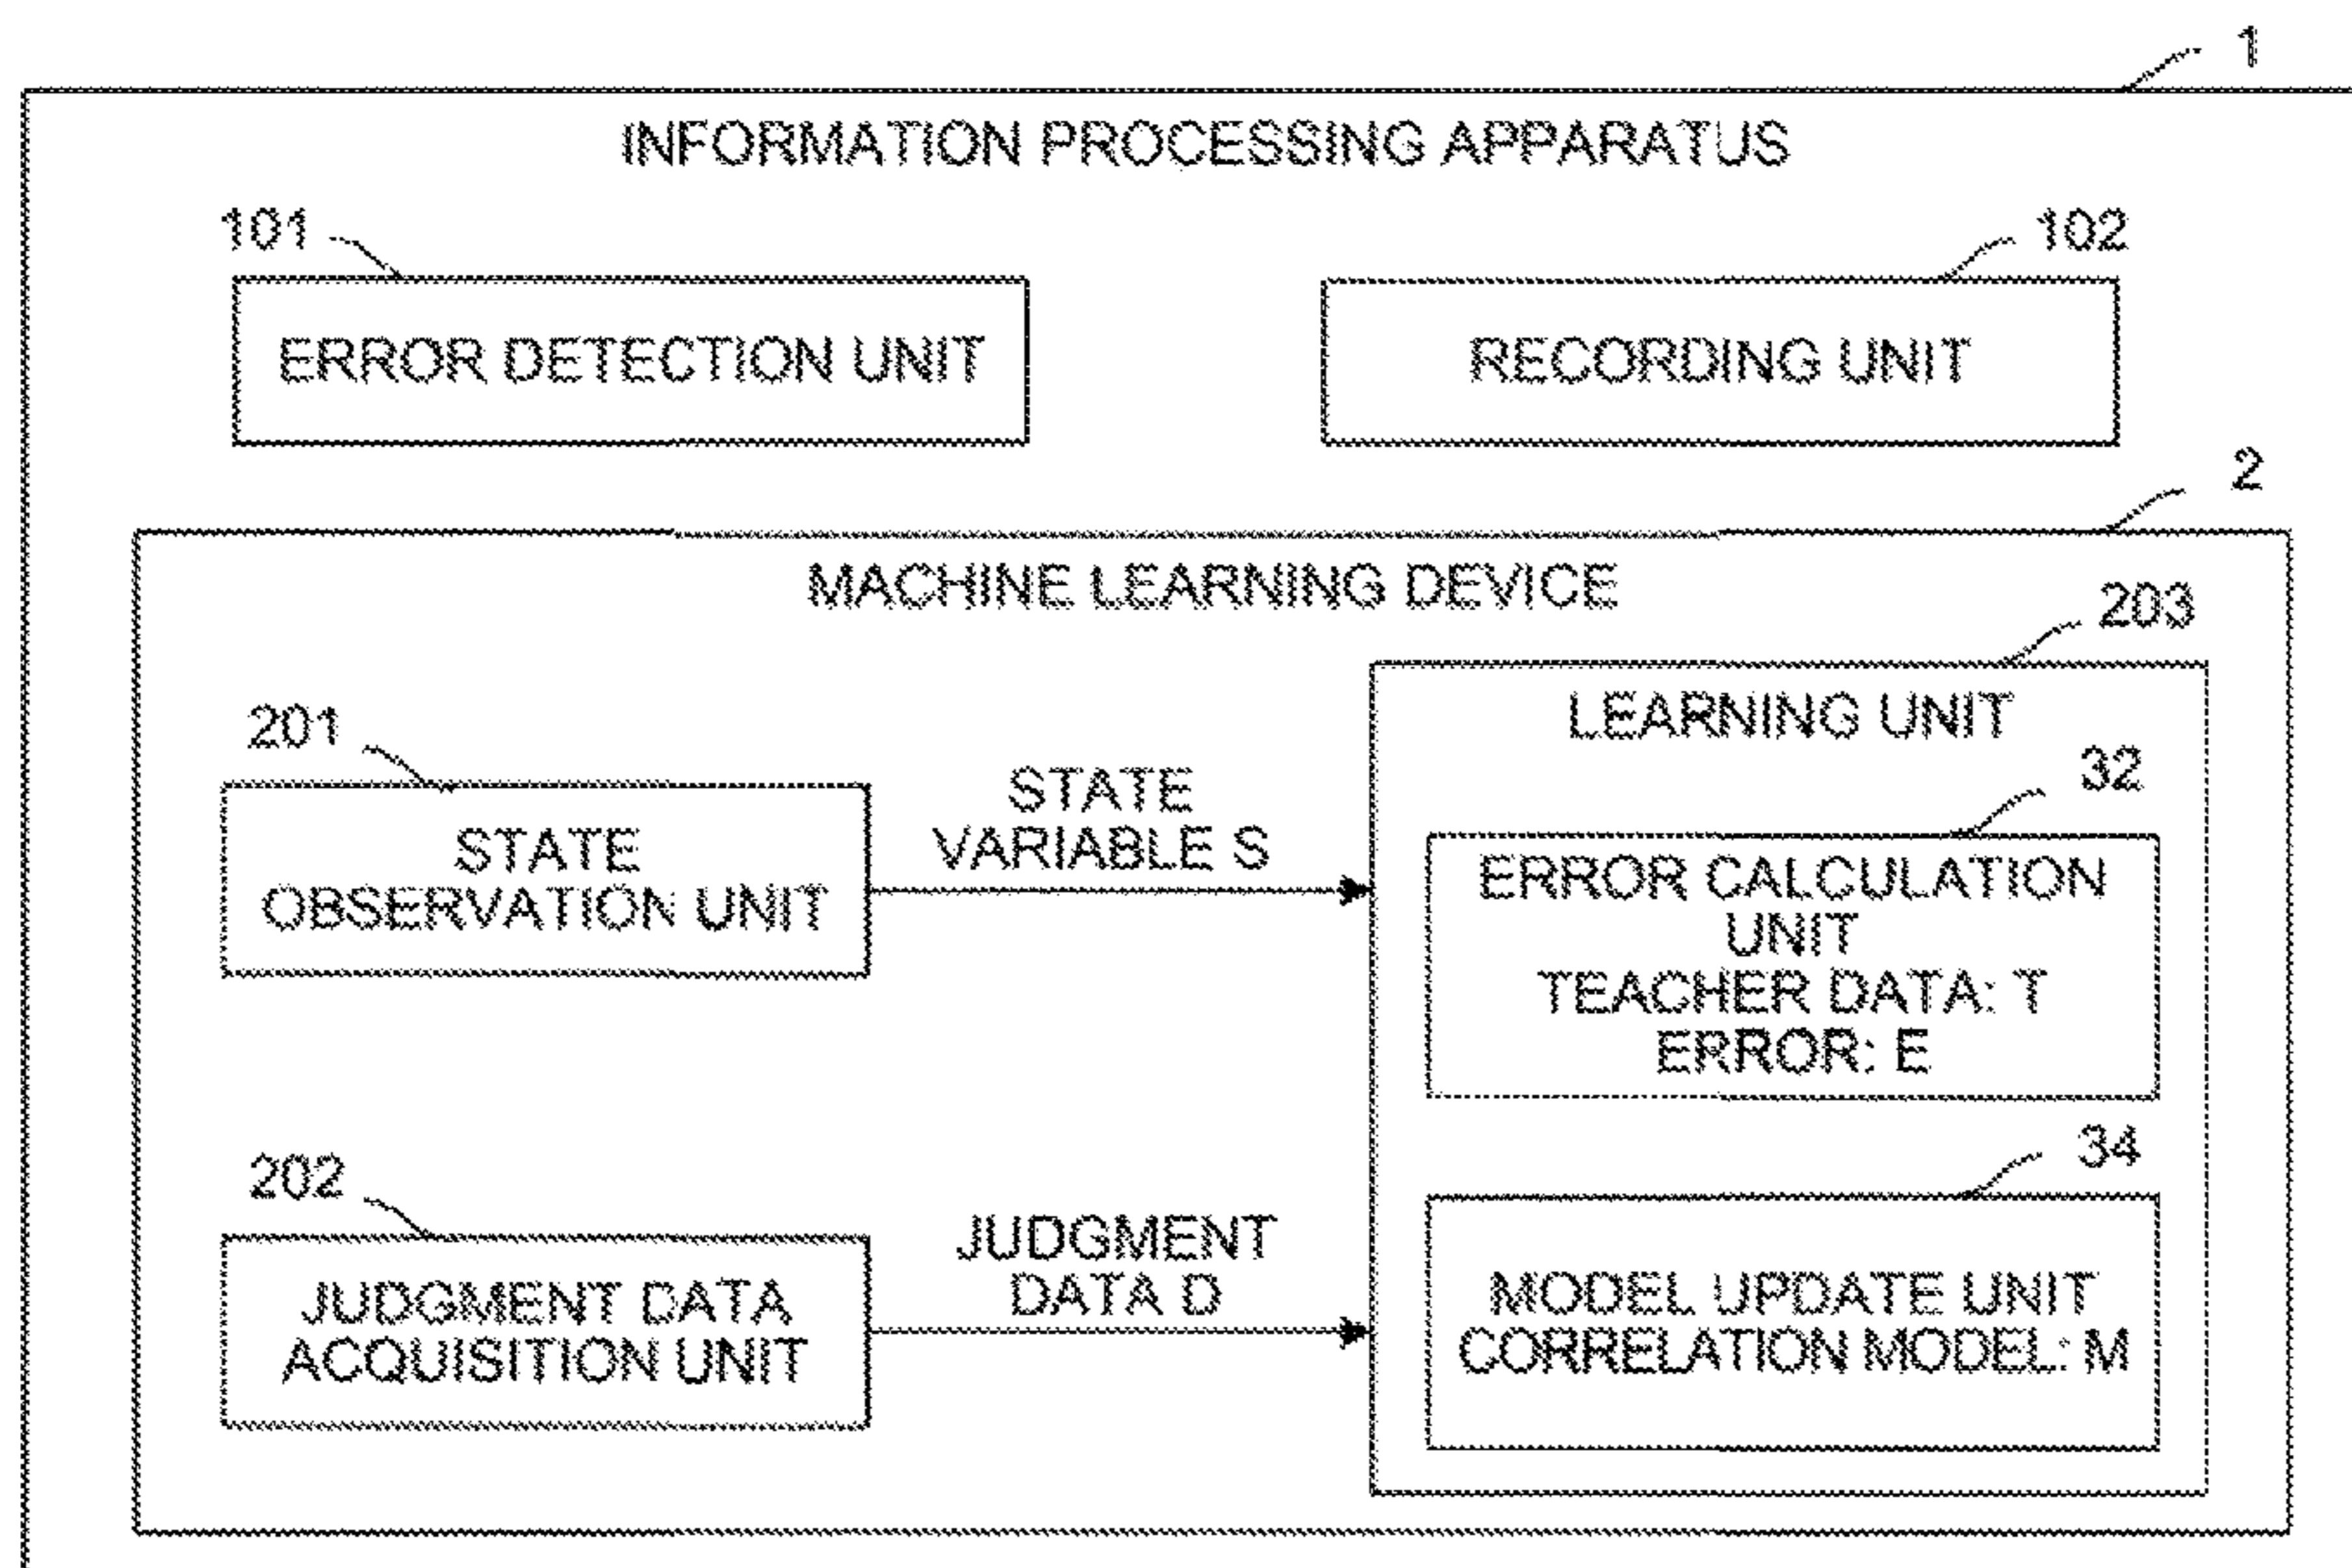 1
INFORMATION PROCESSING APPARATUS
101
102
ERROR DETECTION UNIT
RECORDING UNIT
2
MACHINE LEARNING DEVICE
203
LEARNING UNIT
201
STATE
OBSERVATION UNIT
STATE
VARIABLE S
32
ERROR CALCULATION
UNIT
TEACHER DATA: T
ERROR: E
202
JUDGMENT DATA
ACQUISITION UNIT
JUDGMENT
DATA D
34
MODEL UPDATE UNIT
CORRELATION MODEL: M